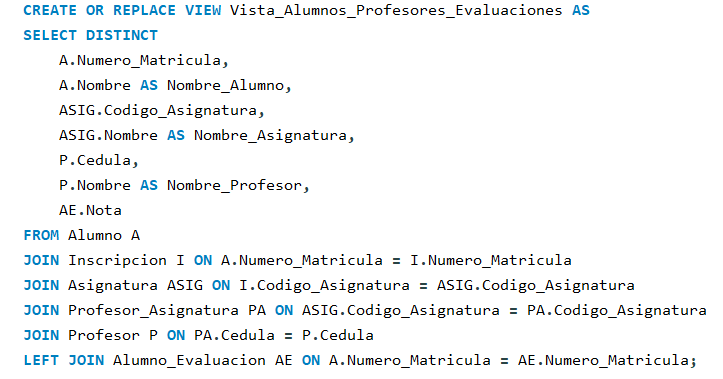 CREATE OR REPLACE VIEW Vista_Alumnos_Profesores_Evaluaciones AS
SELECT DISTINCT
    A.Numero_Matricula,
    A.Nombre AS Nombre_Alumno,
    ASIG.Codigo_Asignatura,
    ASIG.Nombre AS Nombre_Asignatura,
    P.Cedula,
    P.Nombre AS Nombre_Profesor,
    AE.Nota
FROM Alumno A
JOIN Inscripcion I ON A.Numero_Matricula = I.Numero_Matricula
JOIN Asignatura ASIG ON I.Codigo_Asignatura = ASIG.Codigo_Asignatura
JOIN Profesor_Asignatura PA ON ASIG.Codigo_Asignatura = PA.Codigo_Asignatura
JOIN Profesor P ON PA.Cedula = P.Cedula
LEFT JOIN Alumno_Evaluacion AE ON A.Numero_Matricula = AE.Numero_Matricula;